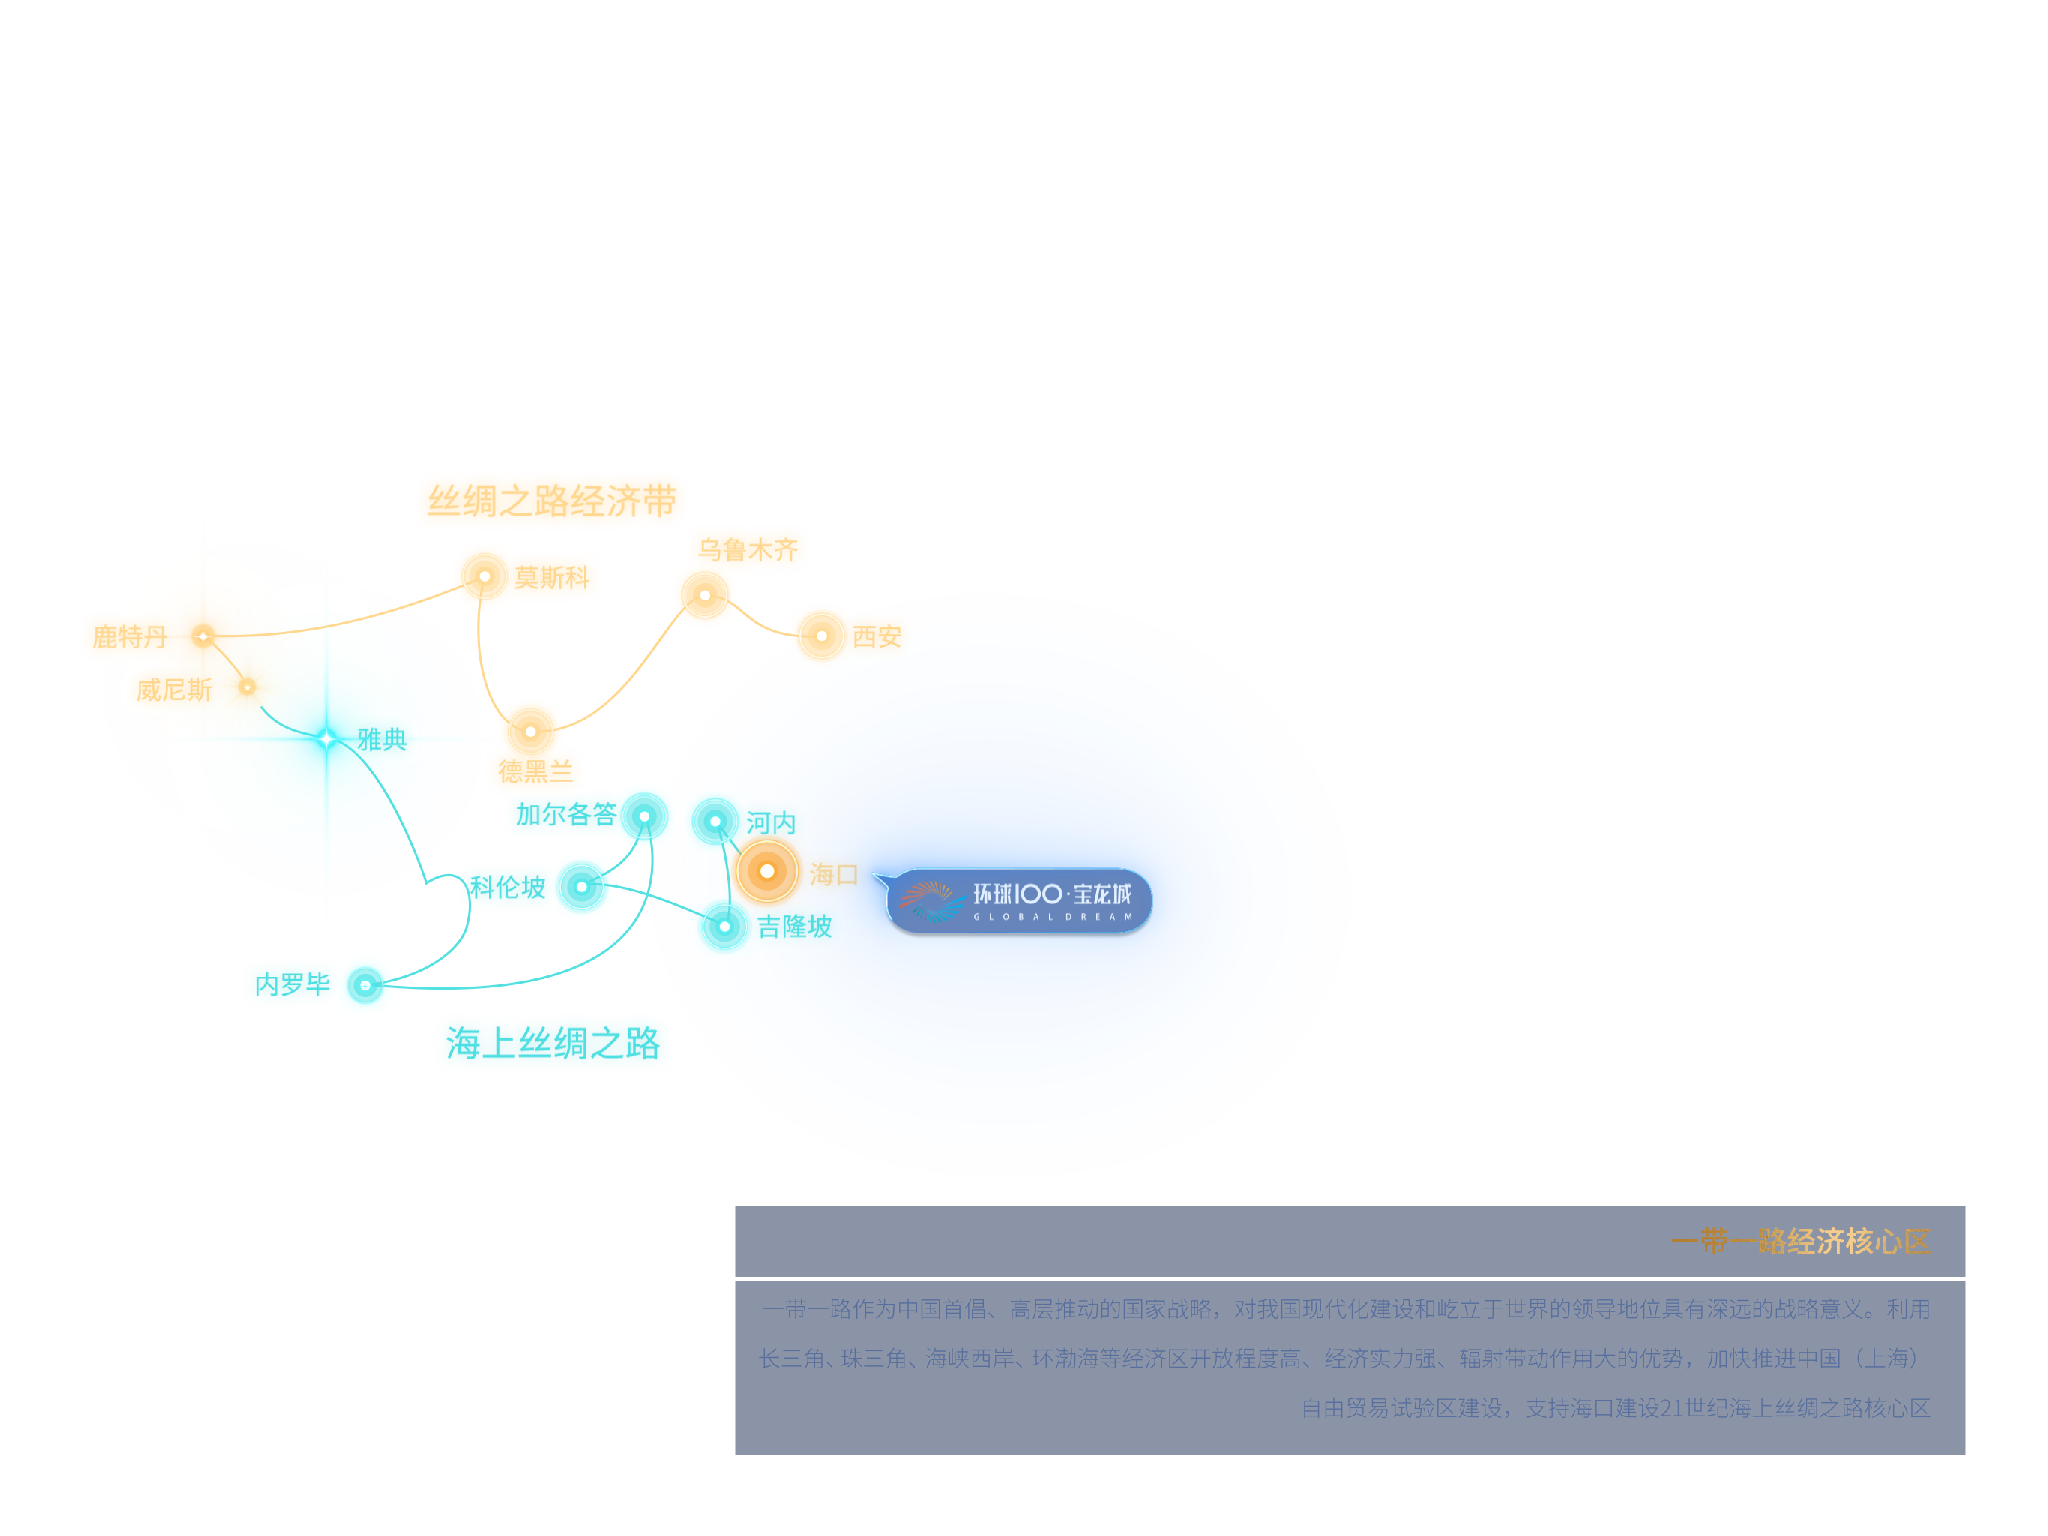 丝绸之路经济带
乌鲁木齐
莫斯科
鹿特丹
西安
威尼斯
雅典
德黑兰
加尔各答
河内
海口
科伦坡
环球100·宝龙城
GLOBAL DREAM
吉隆坡
内罗毕
海上丝绸之路
一带一路经济核心区
一带一路作为中国首倡、高层推动的国家战略，对我国现代化建设和屹立于世界的领导地位具有深远的战略意义。利用
长三角、珠三角、海峡西岸、环渤海等经济区开放程度高、经济实力强、辐射带动作用大的优势，加快推进中国（上海）
自由贸易试验区建设，支持海口建设21世纪海上丝绸之路核心区